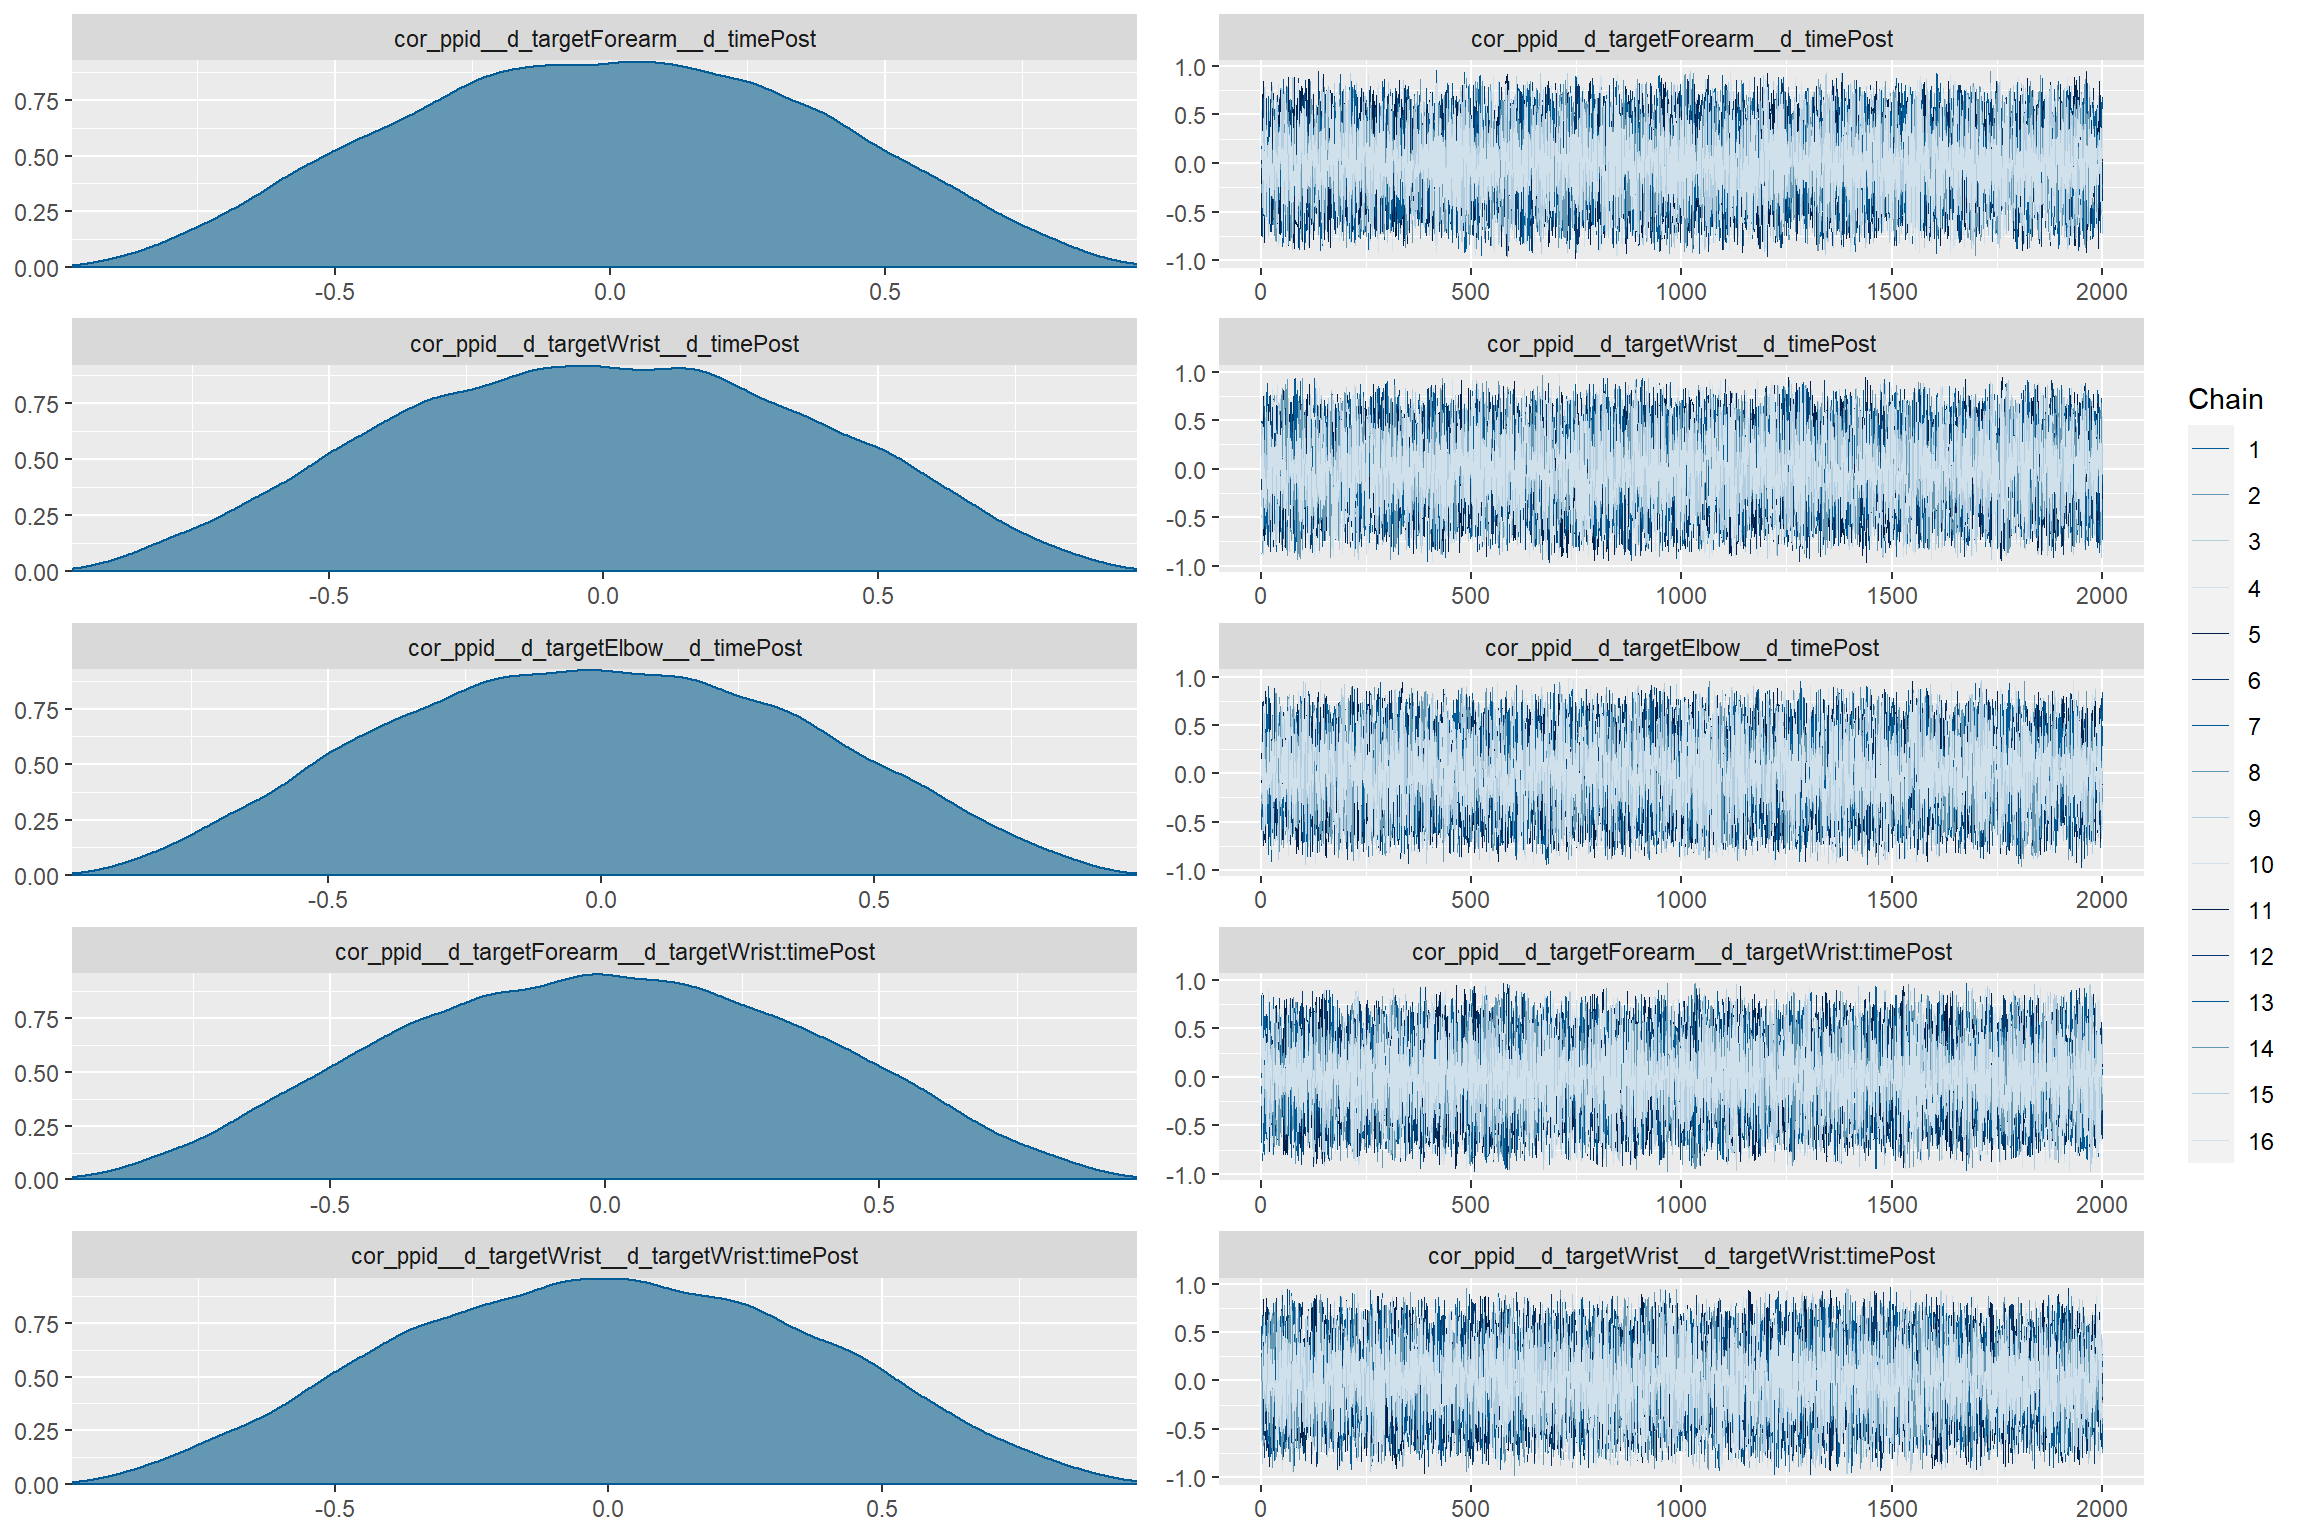 cor_ppid__d_targetForearm__d_timePost
0.75
0.50
0.25
0.00
-0.5 0.0 0.5
cor_ppid__d_targetForearm__d_timePost
1.0
0.5
0.0
-0.5
-1.0
0 500 1000 1500 2000
cor_ppid__d_targetWrist__d_timePost
0.75
0.50
0.25
0.00
-0.5 0.0 0.5
cor_ppid__d_targetWrist__d_timePost
1.0
0.5
0.0
-0.5
-1.0
0 500 1000 1500 2000
cor_ppid__d_targetElbow__d_timePost
0.75
0.50
0.25
0.00
-0.5 0.0 0.5
cor_ppid__d_targetElbow__d_timePost
1.0
0.5
0.0
-0.5
-1.0
0 500 1000 1500 2000
cor_ppid__d_targetForearm__d_targetWrist:timePost
0.75
0.50
0.25
0.00
-0.5 0.0 0.5
cor_ppid__d_targetForearm__d_targetWrist:timePost
1.0
0.5
0.0
-0.5
-1.0
0 500 1000 1500 2000
cor_ppid__d_targetWrist__d_targetWrist:timePost
0.75
0.50
0.25
0.00
-0.5 0.0 0.5
cor_ppid__d_targetWrist__d_targetWrist:timePost
1.0
0.5
0.0
-0.5
-1.0
0 500 1000 1500 2000
Chain
1
2
3
4
5
6
7
8
9
10
11
12
13
14
15
16